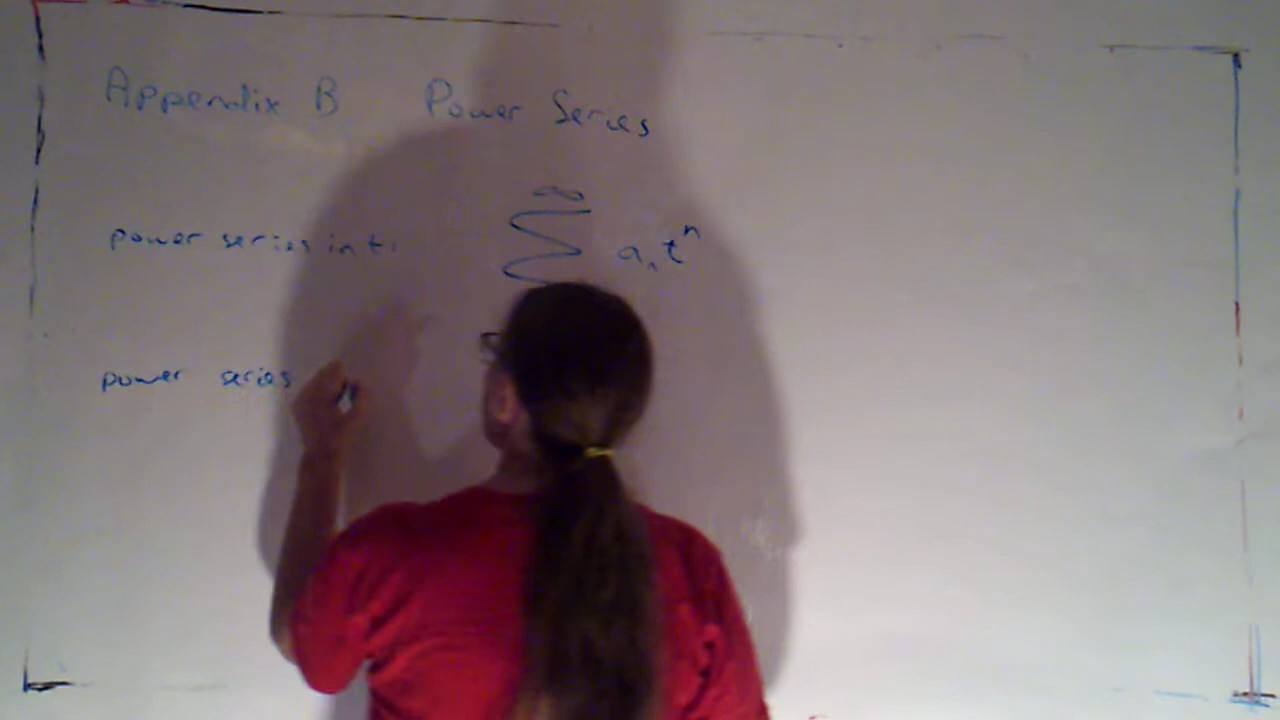 Appendix B Power Series
power series in t: ∞ Σ aₙtⁿ
power series